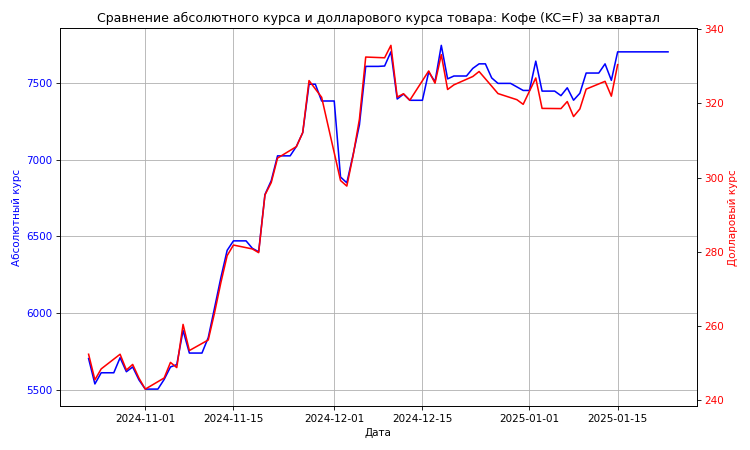 Сравнение абсолютного курса и долларового курса товара: Кофе (KC=F) за квартал
Абсолютный курс
7500
7000
6500
6000
5500
340
320
300
280
260
240
Долларовый курс
2024-11-01 2024-11-15 2024-12-01 2024-12-15 2025-01-01 2025-01-15
Дата